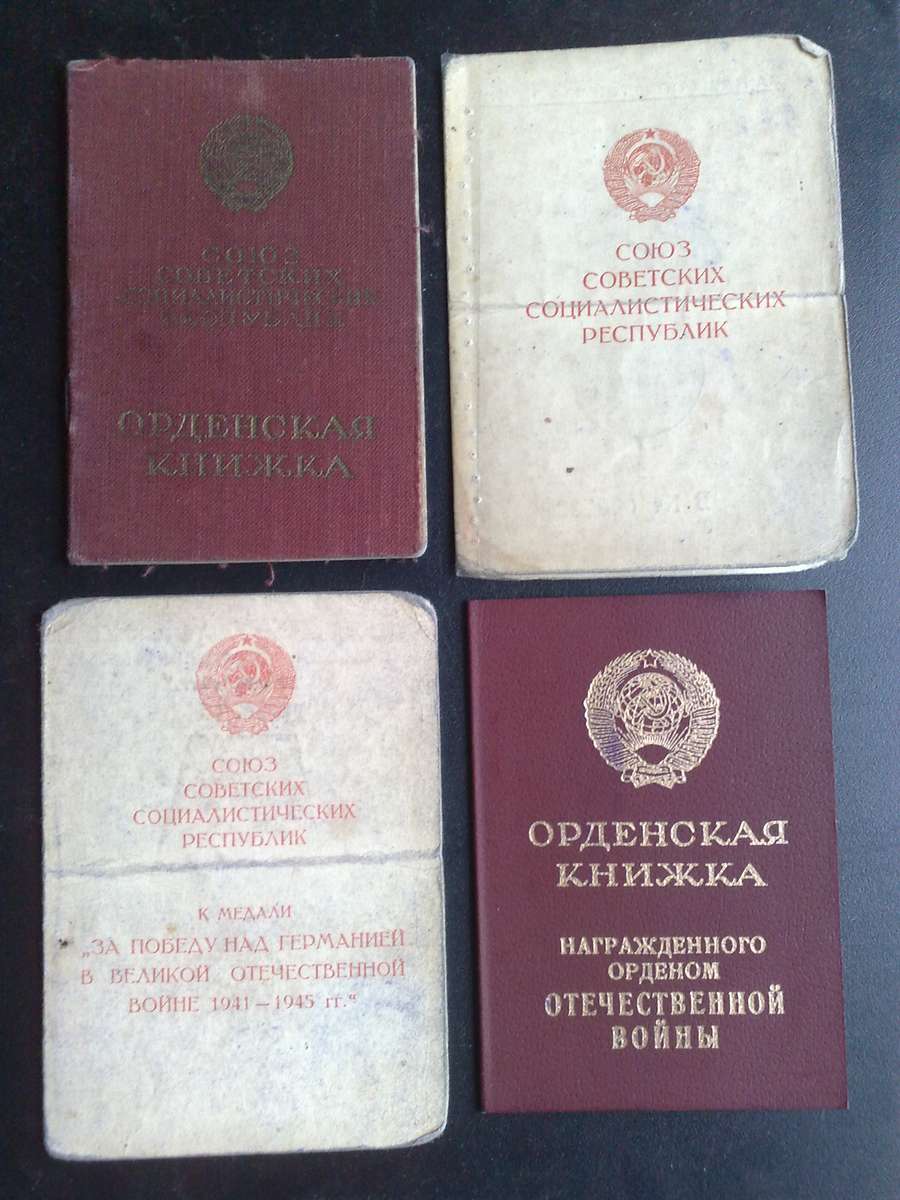 СОЮЗ
СОВЕТСКИХ
СОЦИАЛИСТИЧЕСКИХ
РЕСПУБЛИК
ОРДЕНСКАЯ
КНИЖКА
СОЮЗ
СОВЕТСКИХ
СОЦИАЛИСТИЧЕСКИХ
РЕСПУБЛИК
СОЮЗ
СОВЕТСКИХ
СОЦИАЛИСТИЧЕСКИХ
РЕСПУБЛИК
К МЕДАЛИ
„ЗА ПОБЕДУ НАД ГЕРМАНИЕЙ
В ВЕЛИКОЙ ОТЕЧЕСТВЕННОЙ
ВОЙНЕ 1941—1945 гг.“
ОРДЕНСКАЯ
КНИЖКА
НАГРАЖДЕННОГО
ОРДЕНОМ
ОТЕЧЕСТВЕННОЙ
ВОЙНЫ